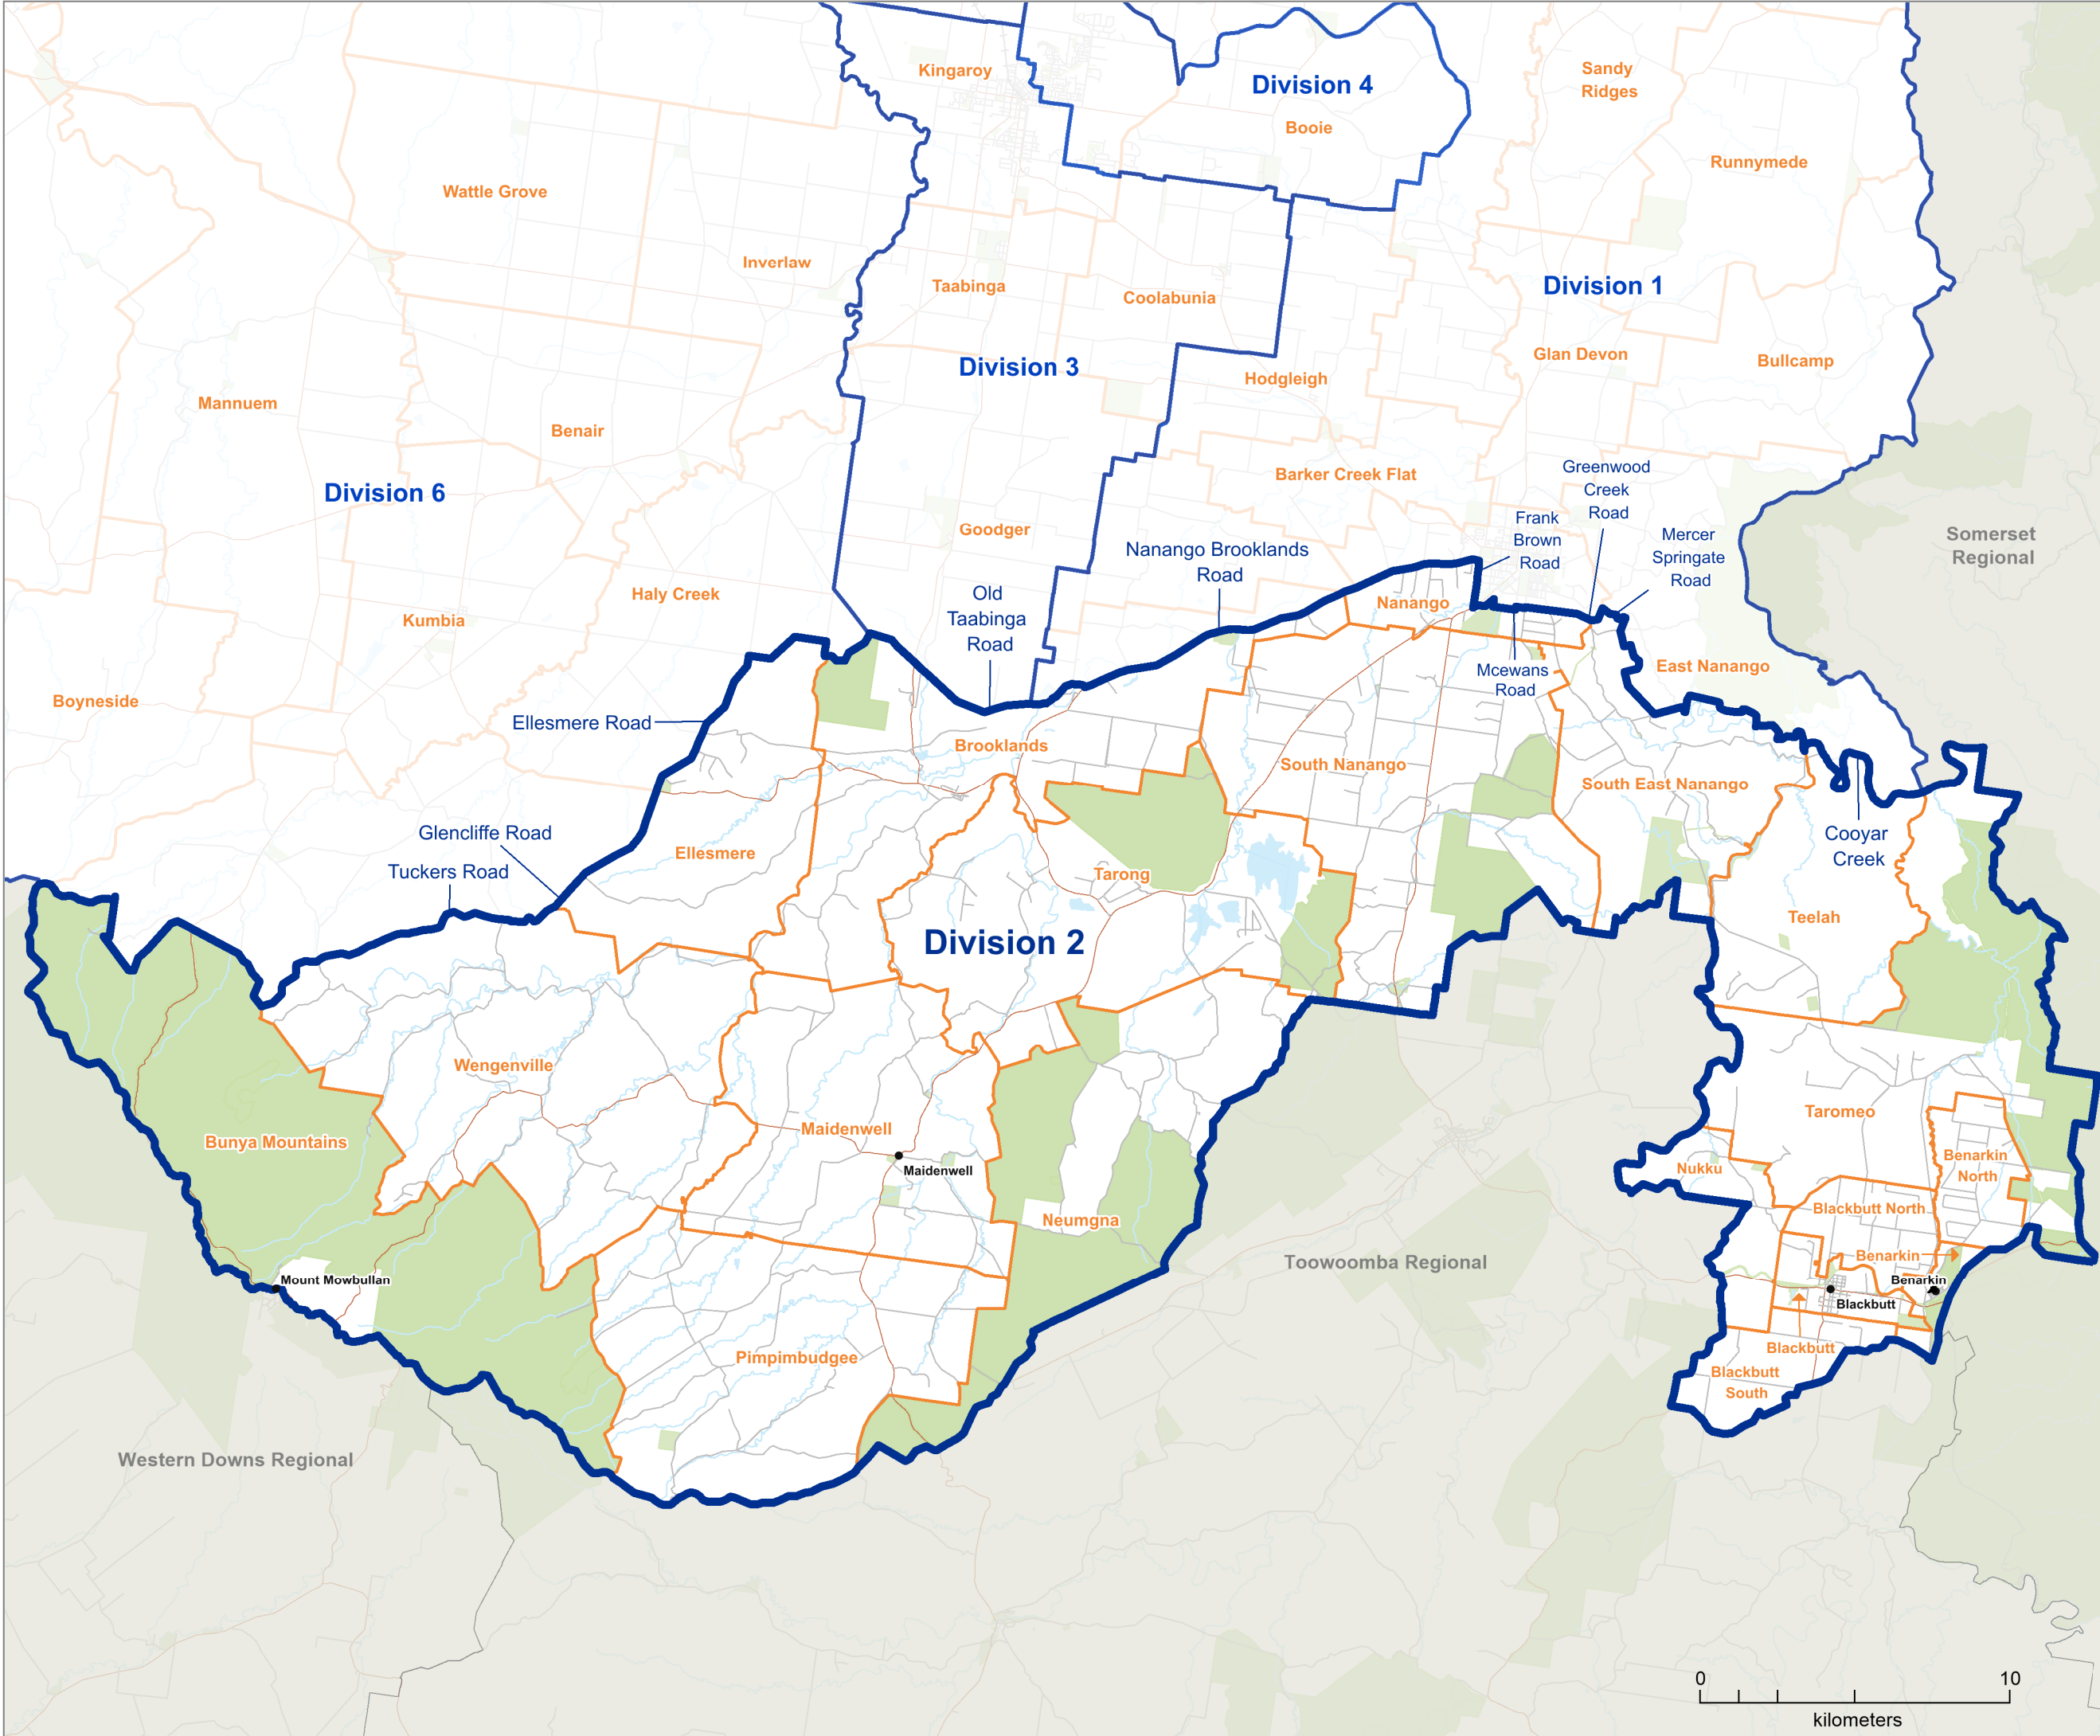 Kingaroy
Division 4
Booie
Sandy
Ridges
Runnymede
Wattle Grove
Inverlaw
Taabinga
Coolabunia
Division 1
Division 3
Hodgleigh
Glan Devon
Bullcamp
Mannuem
Benair
Division 6
Barker Creek Flat
Greenwood
Creek
Road
Frank
Brown
Road
Mercer
Springate
Road
Somerset
Regional
Goodger
Nanango Brooklands
Road
Old
Taabinga
Road
Haly Creek
Kumbia
Nanango
Mcewans
Road
East Nanango
Boyneside
Ellesmere Road
Brooklands
South Nanango
South East Nanango
Glencliffe Road
Tuckers Road
Ellesmere
Tarong
Cooyar
Creek
Teelah
Division 2
Wengenville
Bunya Mountains
Maidenwell
Maidenwell
Taromeo
Nukku
Benarkin
North
Neumgna
Blackbutt North
Benarkin
Benarkin
Blackbutt
Blackbutt
Blackbutt
South
Mount Mowbullan
Toowoomba Regional
Pimpimbudgee
Western Downs Regional
0 10
kilometers